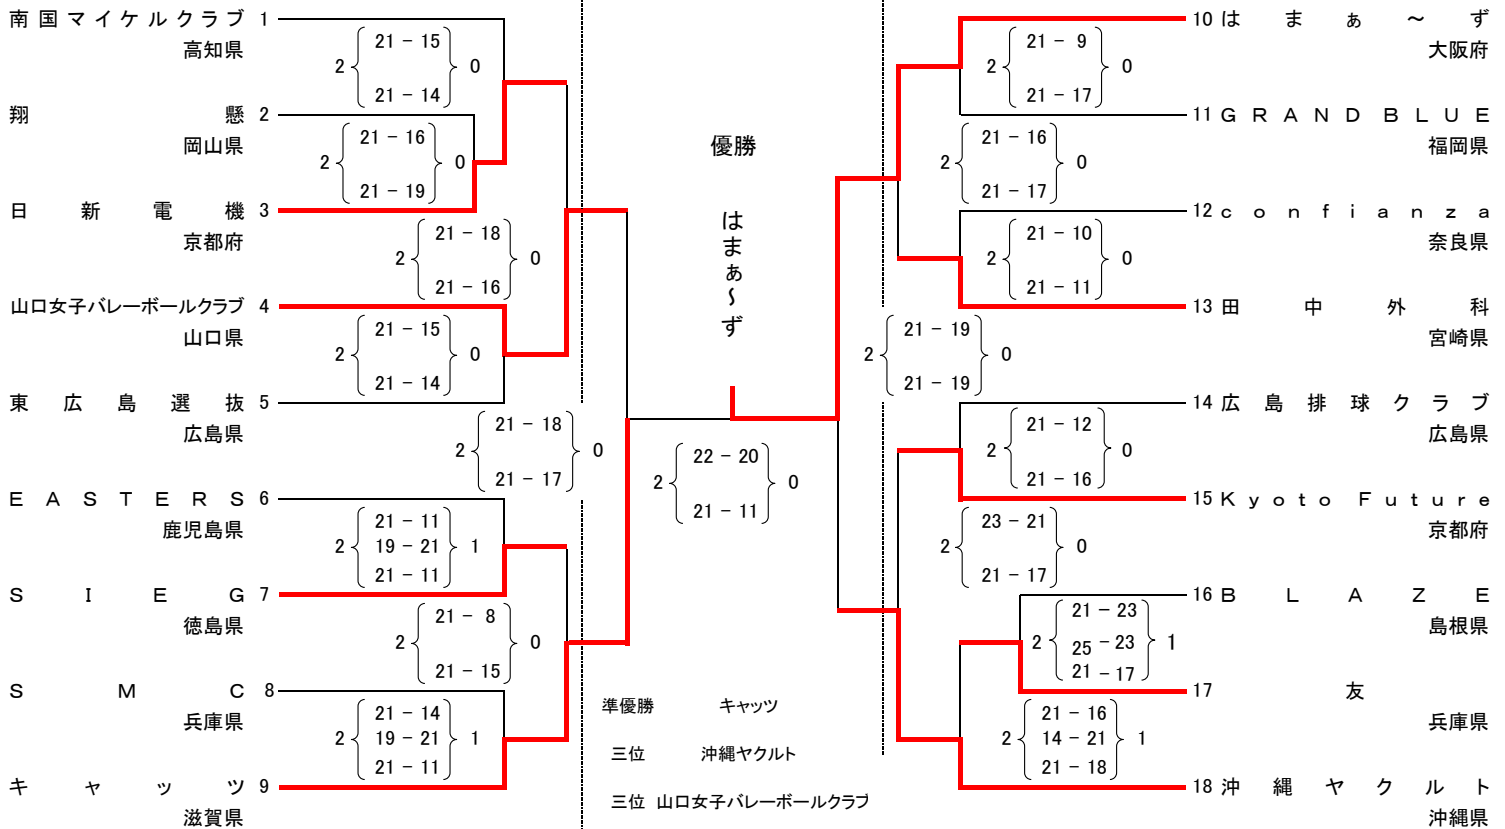 南国マイケルクラブ 1
高知県
2 21 − 15 0
21 − 14
翔 懸 2
岡山県
2 21 − 16 0
21 − 19
日新電機 3
京都府
2 21 − 18 0
21 − 16
山口女子バレーボールクラブ 4
山口県
2 21 − 15 0
21 − 14
東広島選抜 5
広島県
2 21 − 18 0
21 − 17
EASTERS 6
鹿児島県
21 − 11
2 19 − 21 1
21 − 11
SIEG 7
徳島県
2 21 − 8 0
21 − 15
SMC 8
兵庫県
21 − 14
2 19 − 21 1
21 − 11
キャッツ 9
滋賀県
優勝
はまぁ～ず
2 22 − 20 0
21 − 11
準優勝 キャッツ
三位 沖縄ヤクルト
三位 山口女子バレーボールクラブ
10 はまぁ～ず
大阪府
2 21 − 9 0
21 − 17
11 GRAND BLUE
福岡県
2 21 − 16 0
21 − 17
12 confianza
奈良県
2 21 − 10 0
21 − 11
13 田中外科
宮崎県
2 21 − 19 0
21 − 19
14 広島排球クラブ
広島県
2 21 − 12 0
21 − 16
15 Kyoto Future
京都府
2 23 − 21 0
21 − 17
16 BLAZE
島根県
21 − 23
2 25 − 23 1
21 − 17
17 友
兵庫県
21 − 16
2 14 − 21 1
21 − 18
18 沖縄ヤクルト
沖縄県